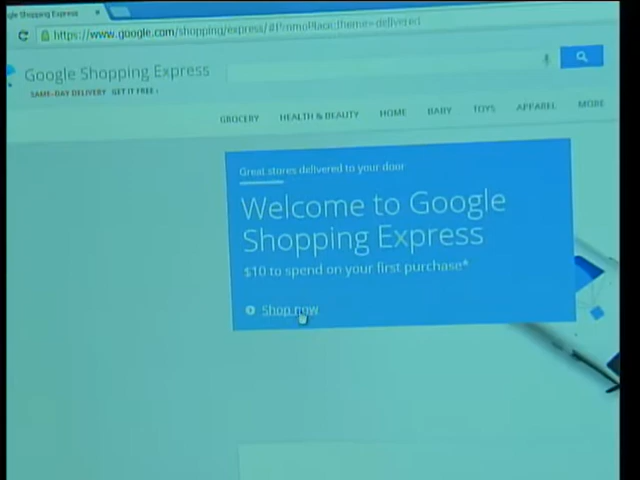 Google Shopping Express
https://www.google.com/shopping/express/
Google Shopping Express
SAME-DAY DELIVERY GET IT FREE
GROCERY HEALTH & BEAUTY HOME BABY TOYS APPAREL MORE
Great stores delivered to your door
Welcome to Google
Shopping Express
$10 to spend on your first purchase*
Shop now